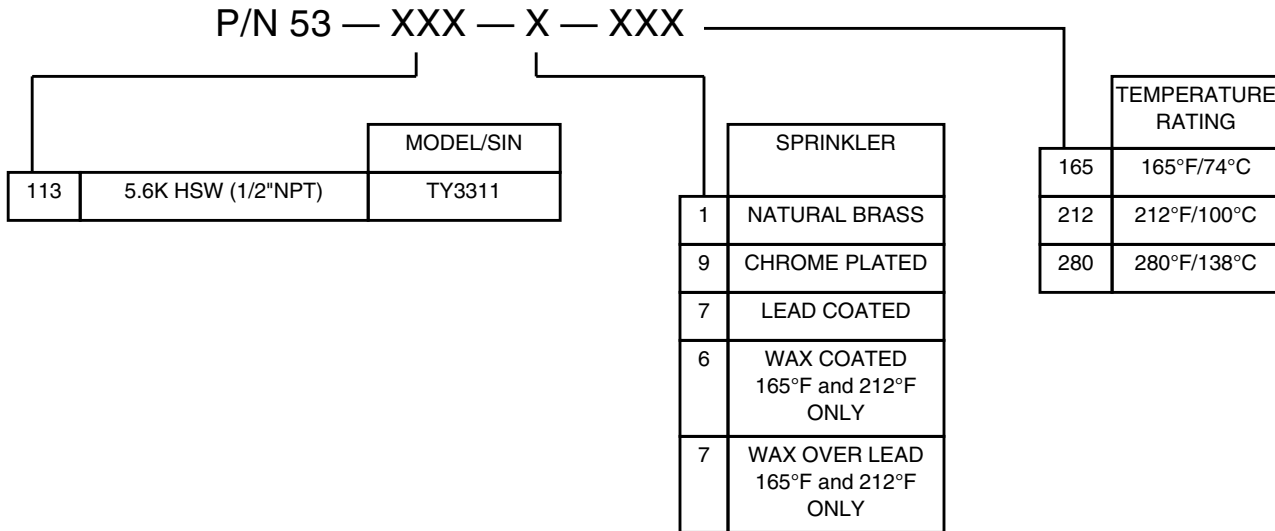 P/N 53 — XXX — X — XXX
MODEL/SIN
113 5.6K HSW (1/2"NPT) TY3311
SPRINKLER
1 NATURAL BRASS
9 CHROME PLATED
7 LEAD COATED
6 WAX COATED
165°F and 212°F
ONLY
7 WAX OVER LEAD
165°F and 212°F
ONLY
TEMPERATURE
RATING
165 165°F/74°C
212 212°F/100°C
280 280°F/138°C